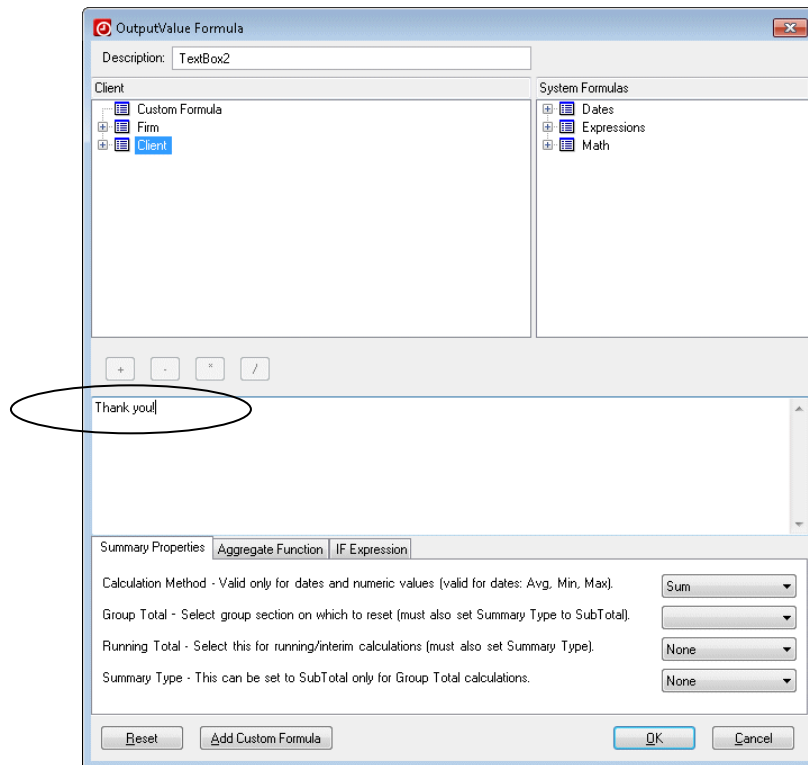 OutputValue Formula
Description: TextBox2
Client
System Formulas
Custom Formula
Firm
Client
Dates
Expressions
Math
+ - * /
Thank you!
Summary Properties Aggregate Function IF Expression
Calculation Method - Valid only for dates and numeric values (valid for dates: Avg, Min, Max). Sum
Group Total - Select group section on which to reset (must also set Summary Type to SubTotal).
Running Total - Select this for running/interim calculations (must also set Summary Type). None
Summary Type - This can be set to SubTotal only for Group Total calculations. None
Reset Add Custom Formula OK Cancel